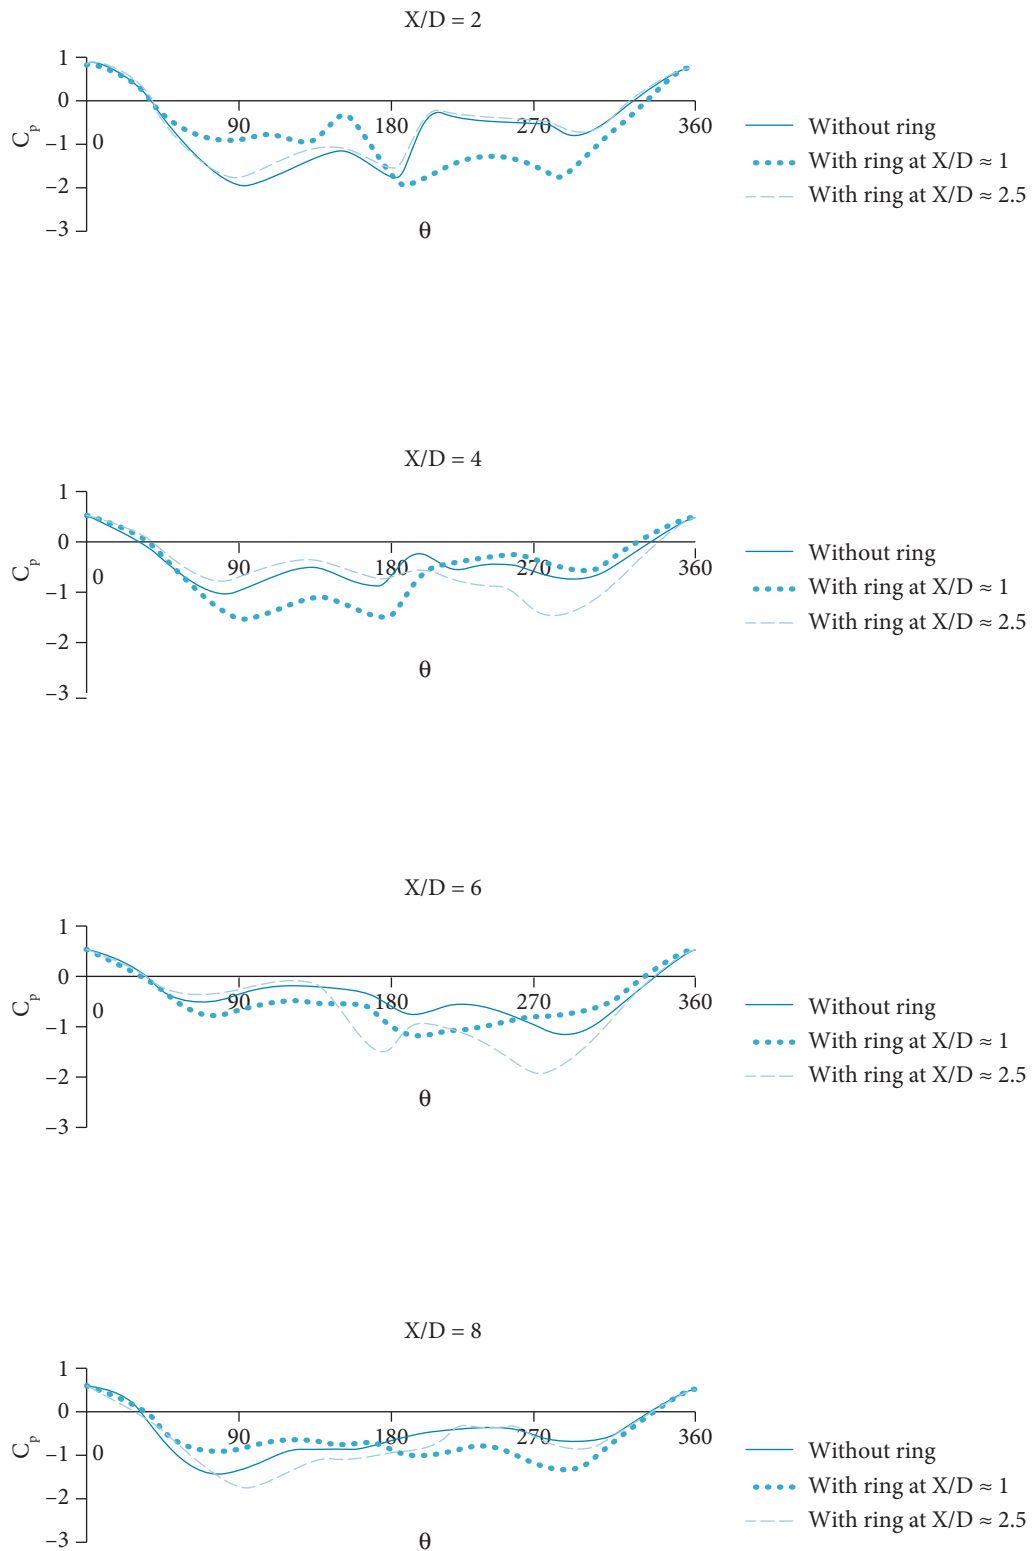 X/D = 2
1
0
–1
–2
–3
C_p
0
90
180
270
360
θ
Without ring
With ring at X/D ≈ 1
With ring at X/D ≈ 2.5
X/D = 4
1
0
–1
–2
–3
C_p
0
90
180
270
360
θ
Without ring
With ring at X/D ≈ 1
With ring at X/D ≈ 2.5
X/D = 6
1
0
–1
–2
–3
C_p
0
90
180
270
360
θ
Without ring
With ring at X/D ≈ 1
With ring at X/D ≈ 2.5
X/D = 8
1
0
–1
–2
–3
C_p
0
90
180
270
360
θ
Without ring
With ring at X/D ≈ 1
With ring at X/D ≈ 2.5